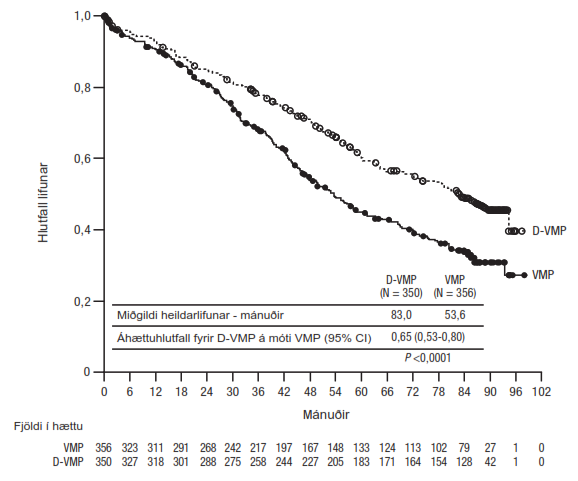 Hlutfall lifunar
1,0
0,8
0,6
0,4
0,2
0
D-VMP
VMP
D-VMP VMP
(N = 350) (N = 356)
Miðgildi heildarlifunar - mánuðir 83,0 53,6
Áhættuhlutfall fyrir D-VMP á móti VMP (95% CI) 0,65 (0,53-0,80)
P <0,0001
0 6 12 18 24 30 36 42 48 54 60 66 72 78 84 90 96 102
Mánuðir
Fjöldi í hættu
VMP 356 323 311 291 268 242 217 197 167 148 133 124 113 102 79 27 1 0
D-VMP 350 327 318 301 288 275 258 244 227 205 183 171 164 154 128 42 1 0